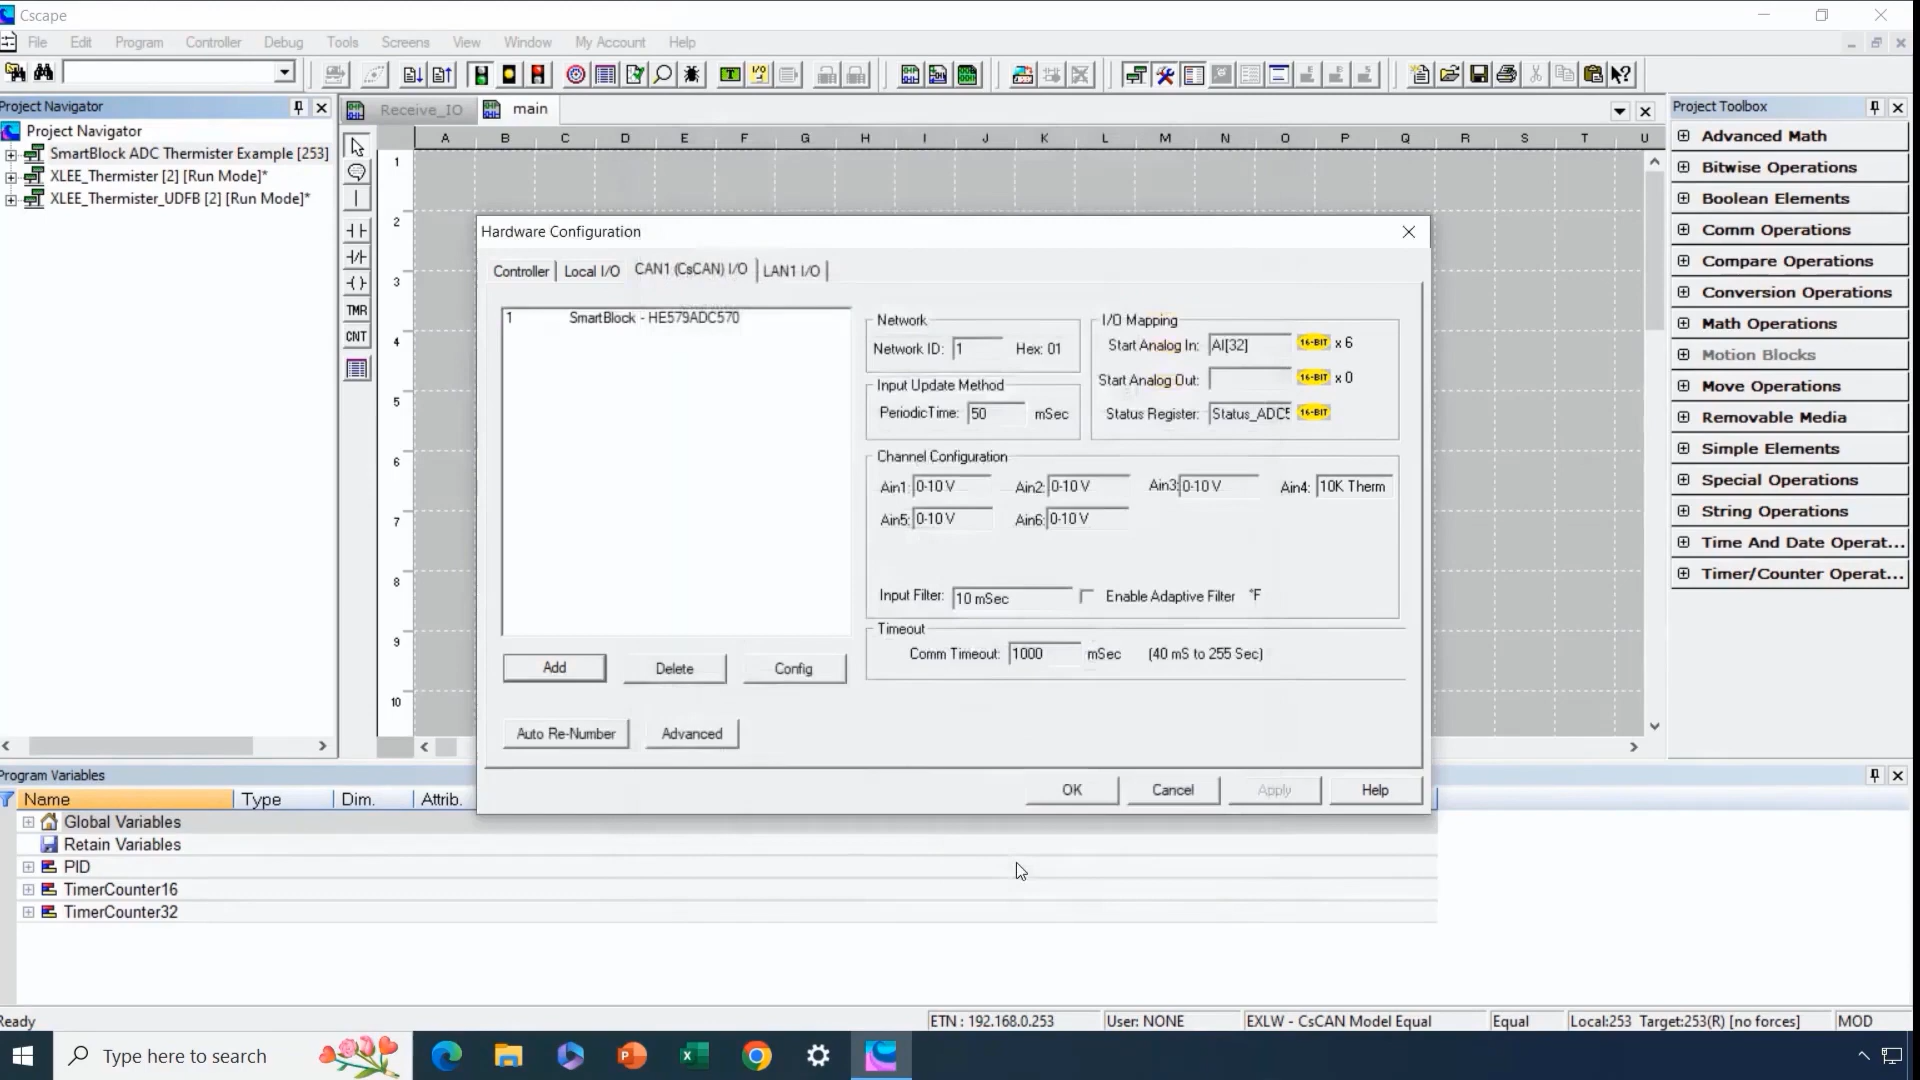 Cscape
File Edit Program Controller Debug Tools Screens View Window My Account Help
Project Navigator
Project Navigator
SmartBlock ADC Thermister Example [253]
XLEE_Thermister [2] [Run Mode]*
XLEE_Thermister_UDFB [2] [Run Mode]*
Receive_IO main
A B C D E F G H I J K L M N O P Q R S T U
1
2
3
4
5
6
7
8
9
10
TMR
CNT
Hardware Configuration
Controller Local I/O CAN1 (CsCAN) I/O LAN1 I/O
1 SmartBlock - HE579ADC570
Network
Network ID: 1 Hex: 01
Input Update Method
PeriodicTime: 50 mSec
I/O Mapping
Start Analog In: AI[32] 16-BIT x 6
Start Analog Out: 16-BIT x 0
Status Register: Status_ADC5 16-BIT
Channel Configuration
Ain1: 0-10 V Ain2: 0-10 V Ain3: 0-10 V Ain4: 10K Therm
Ain5: 0-10 V Ain6: 0-10 V
Input Filter: 10 mSec Enable Adaptive Filter °F
Timeout
Comm Timeout: 1000 mSec (40 mS to 255 Sec)
Add Delete Config
Auto Re-Number Advanced
OK Cancel Apply Help
Project Toolbox
Advanced Math
Bitwise Operations
Boolean Elements
Comm Operations
Compare Operations
Conversion Operations
Math Operations
Motion Blocks
Move Operations
Removable Media
Simple Elements
Special Operations
String Operations
Time And Date Operat...
Timer/Counter Operat...
Program Variables
Name Type Dim. Attrib.
Global Variables
Retain Variables
PID
TimerCounter16
TimerCounter32
Ready
ETN : 192.168.0.253 User: NONE EXLW - CsCAN Model Equal Equal Local:253 Target:253(R) [no forces] MOD
Type here to search